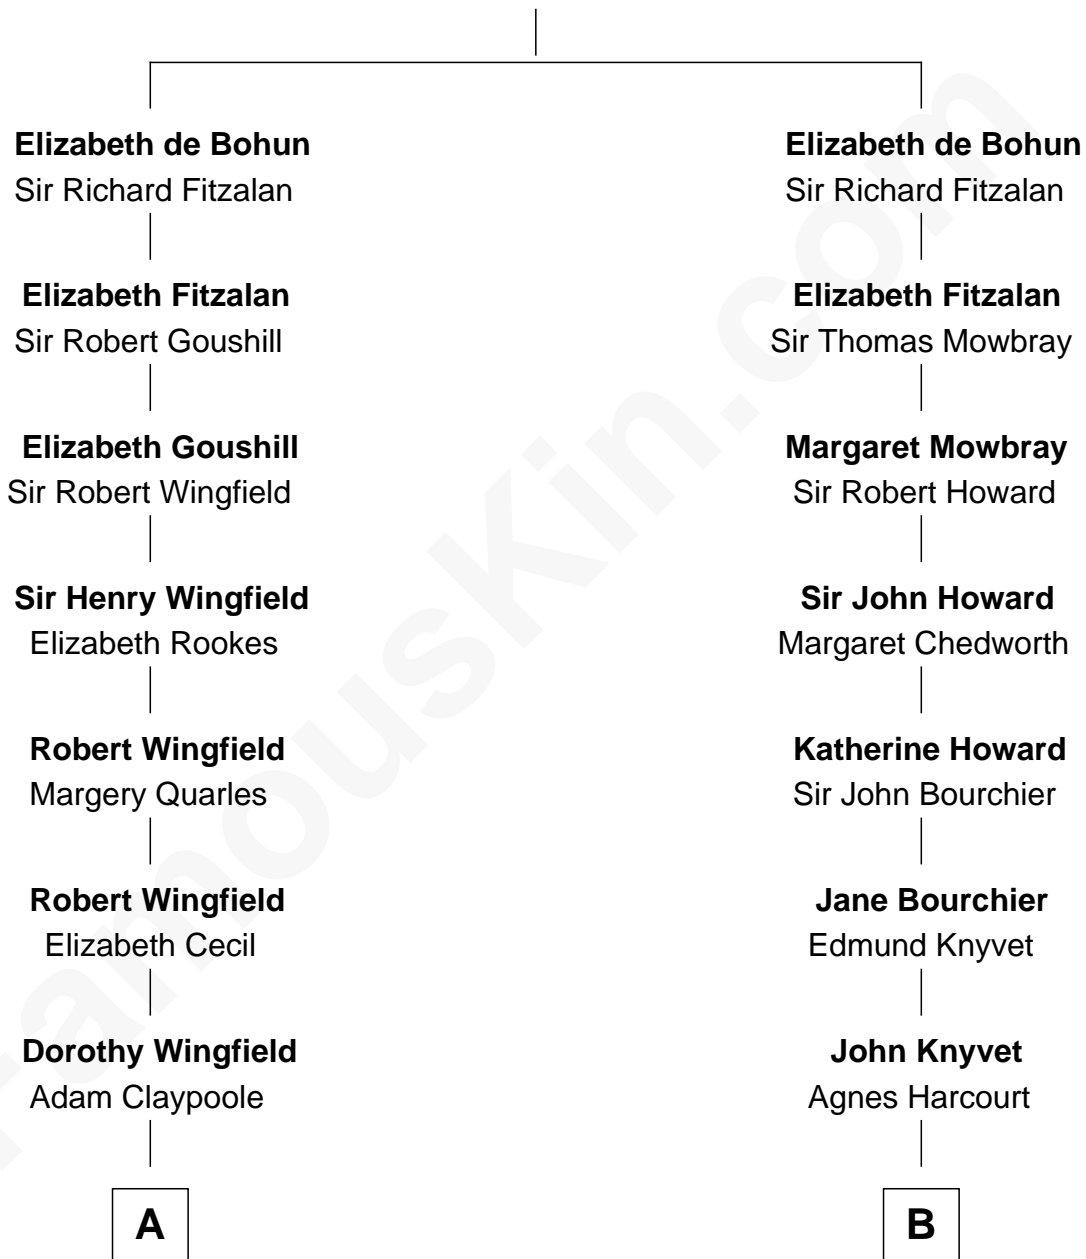 Elizabeth de Bohun
Sir Richard Fitzalan
Elizabeth Fitzalan
Sir Robert Goushill
Elizabeth Goushill
Sir Robert Wingfield
Sir Henry Wingfield
Elizabeth Rookes
Robert Wingfield
Margery Quarles
Robert Wingfield
Elizabeth Cecil
Dorothy Wingfield
Adam Claypoole
A
Elizabeth de Bohun
Sir Richard Fitzalan
Elizabeth Fitzalan
Sir Thomas Mowbray
Margaret Mowbray
Sir Robert Howard
Sir John Howard
Margaret Chedworth
Katherine Howard
Sir John Bourchier
Jane Bourchier
Edmund Knyvet
John Knyvet
Agnes Harcourt
B
FamousKin.com